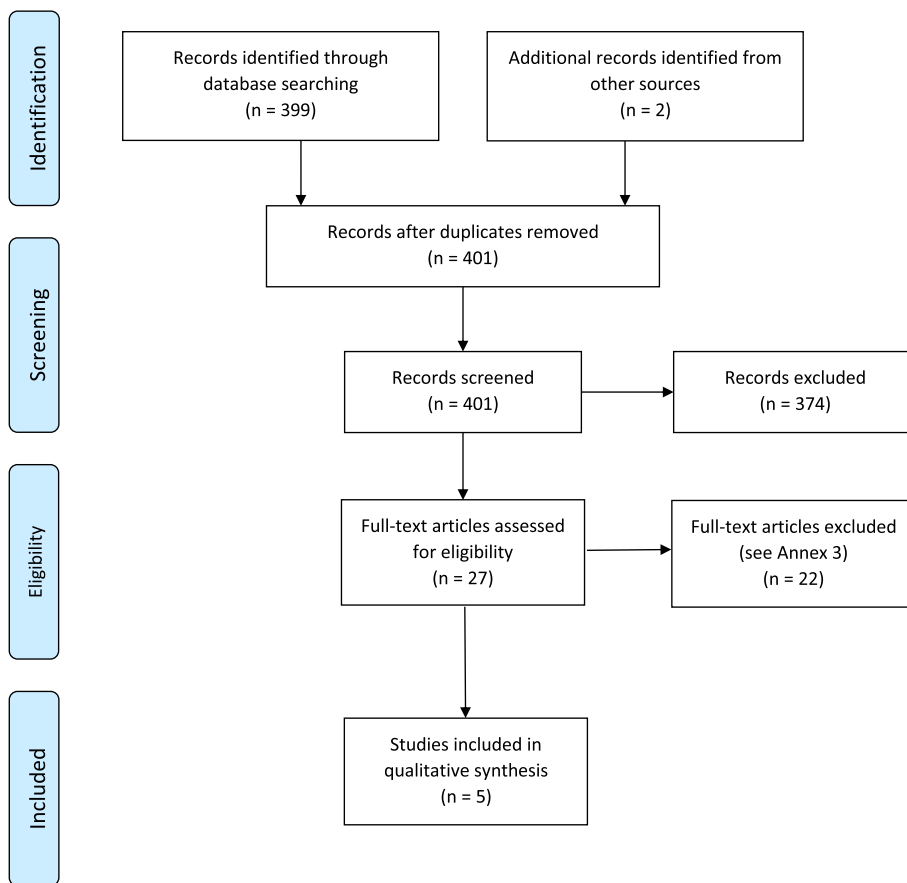 Identification
Records identified through
database searching
(n = 399)
Additional records identified from
other sources
(n = 2)
Records after duplicates removed
(n = 401)
Screening
Records screened
(n = 401)
Records excluded
(n = 374)
Eligibility
Full-text articles assessed
for eligibility
(n = 27)
Full-text articles excluded
(see Annex 3)
(n = 22)
Included
Studies included in
qualitative synthesis
(n = 5)